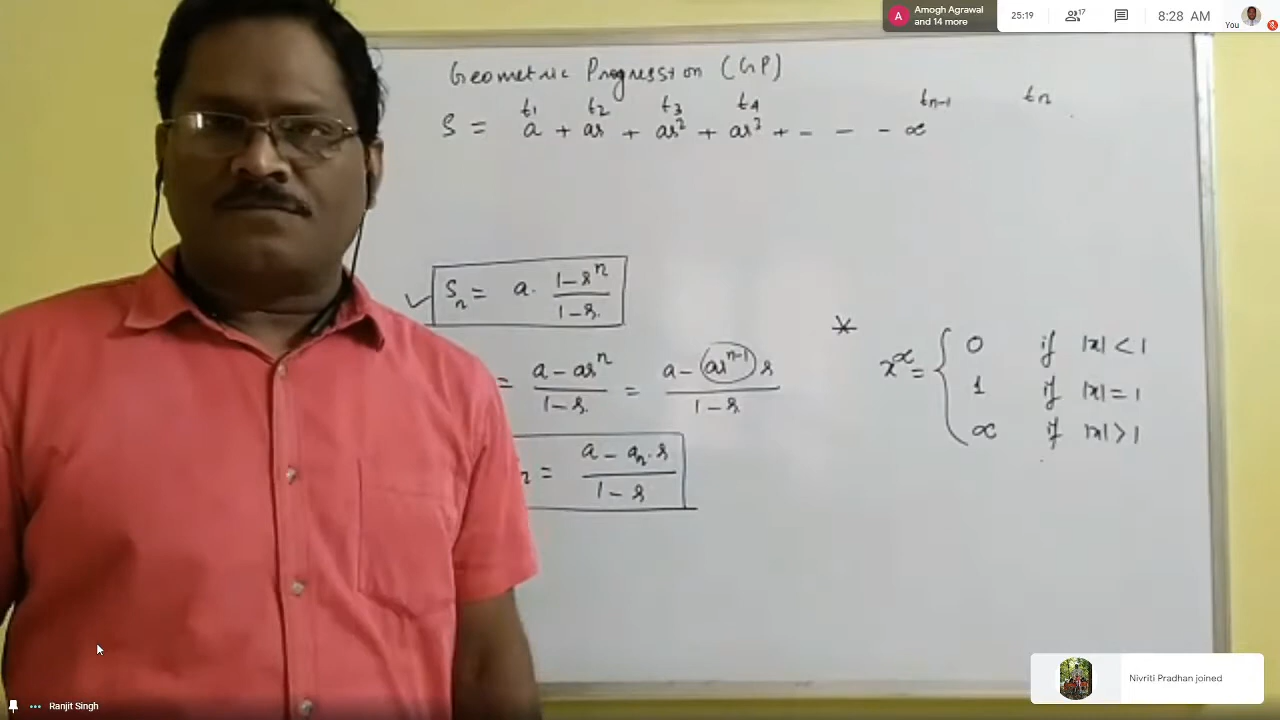 Amogh Agrawal
and 14 more
25:19
17
8:28 AM
A
You
Geometric Progression (GP)
t₁ t₂ t₃ t₄ tₙ₋₁ tₙ
S = a + ar + ar² + ar³ + - - - ∞
✓ Sₙ = a. (1-rⁿ)/(1-r)
= (a - arⁿ)/(1-r) = (a - (arⁿ⁻¹) r)/(1-r)
n = (a - aₙ.r)/(1-r)
*
x^∞ = { 0 if |x| < 1
1 if |x| = 1
∞ if |x| > 1
Nivriti Pradhan joined
Ranjit Singh